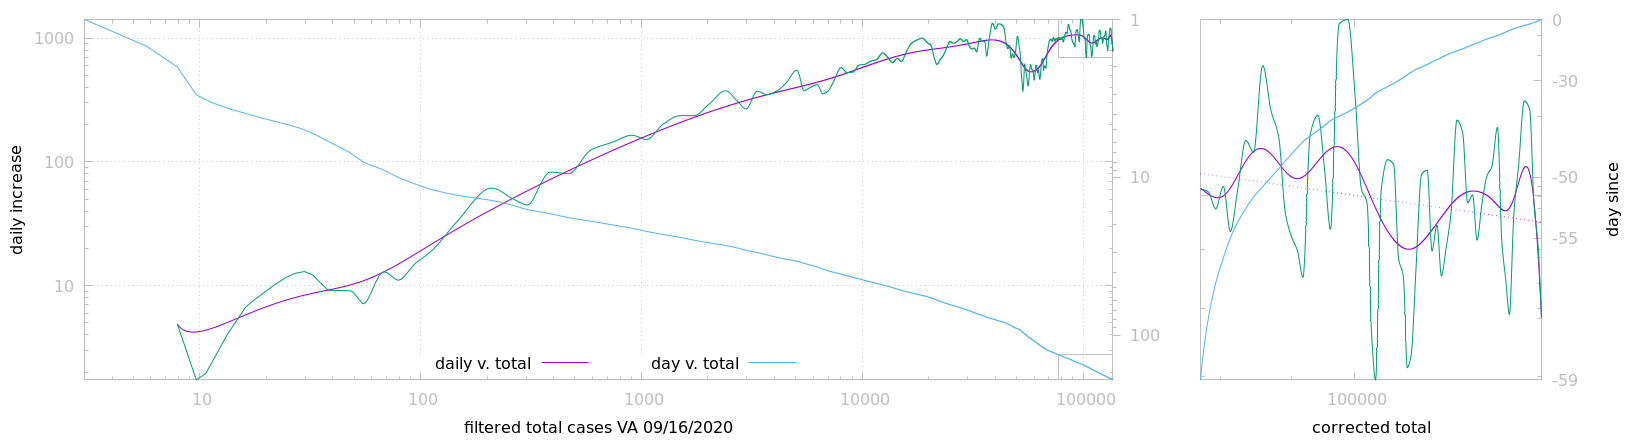 1000
100
10
daily increase
10
100
1000
10000
100000
filtered total cases VA 09/16/2020
daily v. total
day v. total
1
10
100
0
-30
-50
-55
-59
day since
100000
corrected total